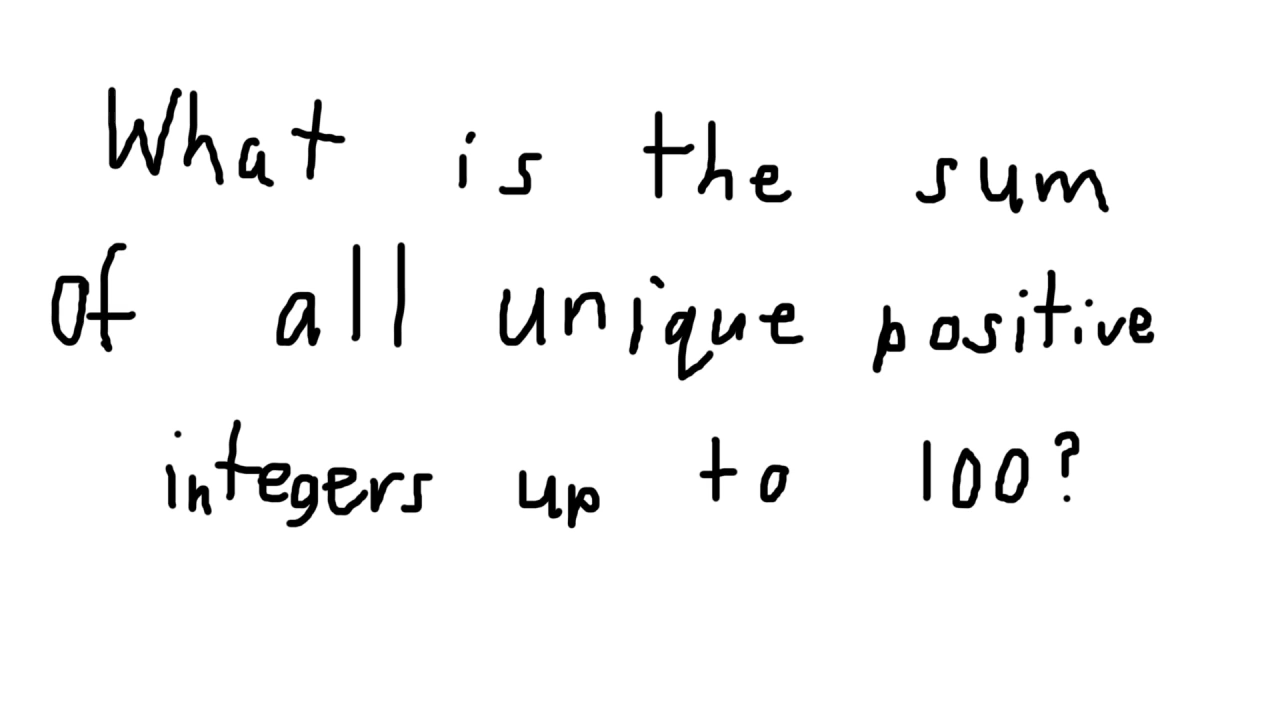 What is the sum
of all unique positive
integers up to 100?